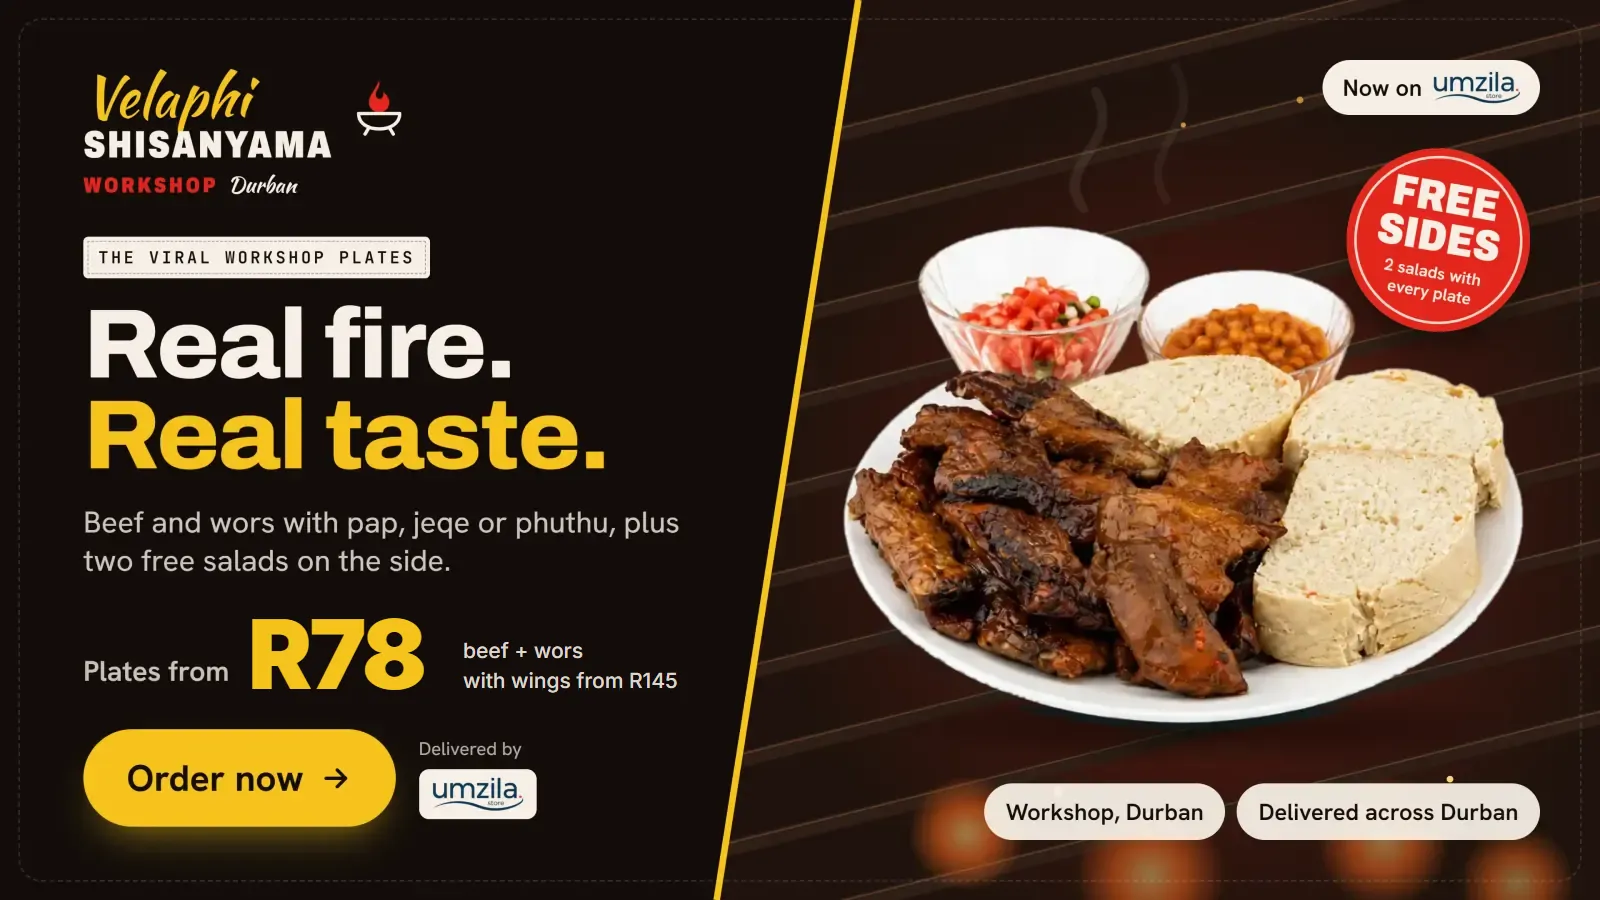 Velaphi
SHISANYAMA
WORKSHOP Durban
THE VIRAL WORKSHOP PLATES
Real fire.
Real taste.
Beef and wors with pap, jeqe or phuthu, plus
two free salads on the side.
Plates from R78
beef + wors
with wings from R145
Order now →
Delivered by
umzila.
store
Now on umzila.
store
FREE
SIDES
2 salads with
every plate
Workshop, Durban
Delivered across Durban